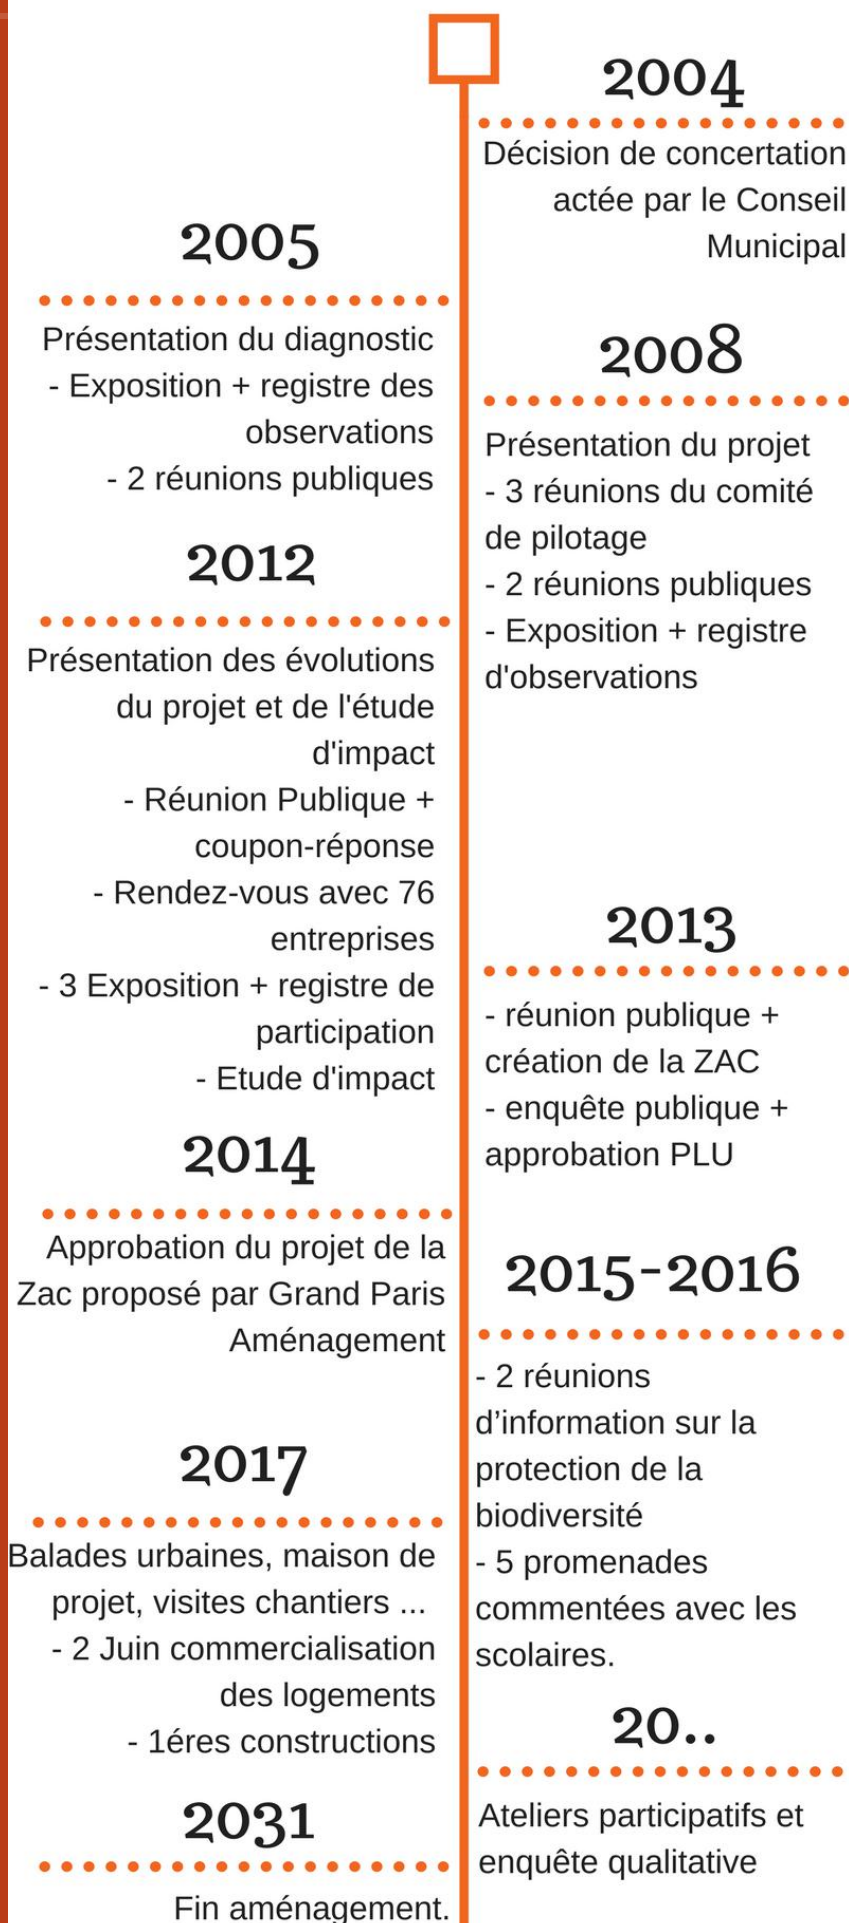 2004
Décision de concertation
actée par le Conseil
Municipal
2005
Présentation du diagnostic
- Exposition + registre des
observations
- 2 réunions publiques
2008
Présentation du projet
- 3 réunions du comité
de pilotage
- 2 réunions publiques
- Exposition + registre
d'observations
2012
Présentation des évolutions
du projet et de l'étude
d'impact
- Réunion Publique +
coupon-réponse
- Rendez-vous avec 76
entreprises
- 3 Exposition + registre de
participation
- Etude d'impact
2013
- réunion publique +
création de la ZAC
- enquête publique +
approbation PLU
2014
Approbation du projet de la
Zac proposé par Grand Paris
Aménagement
2015-2016
- 2 réunions
d’information sur la
protection de la
biodiversité
- 5 promenades
commentées avec les
scolaires.
2017
Balades urbaines, maison de
projet, visites chantiers ...
- 2 Juin commercialisation
des logements
- 1éres constructions
20..
Ateliers participatifs et
enquête qualitative
2031
Fin aménagement.